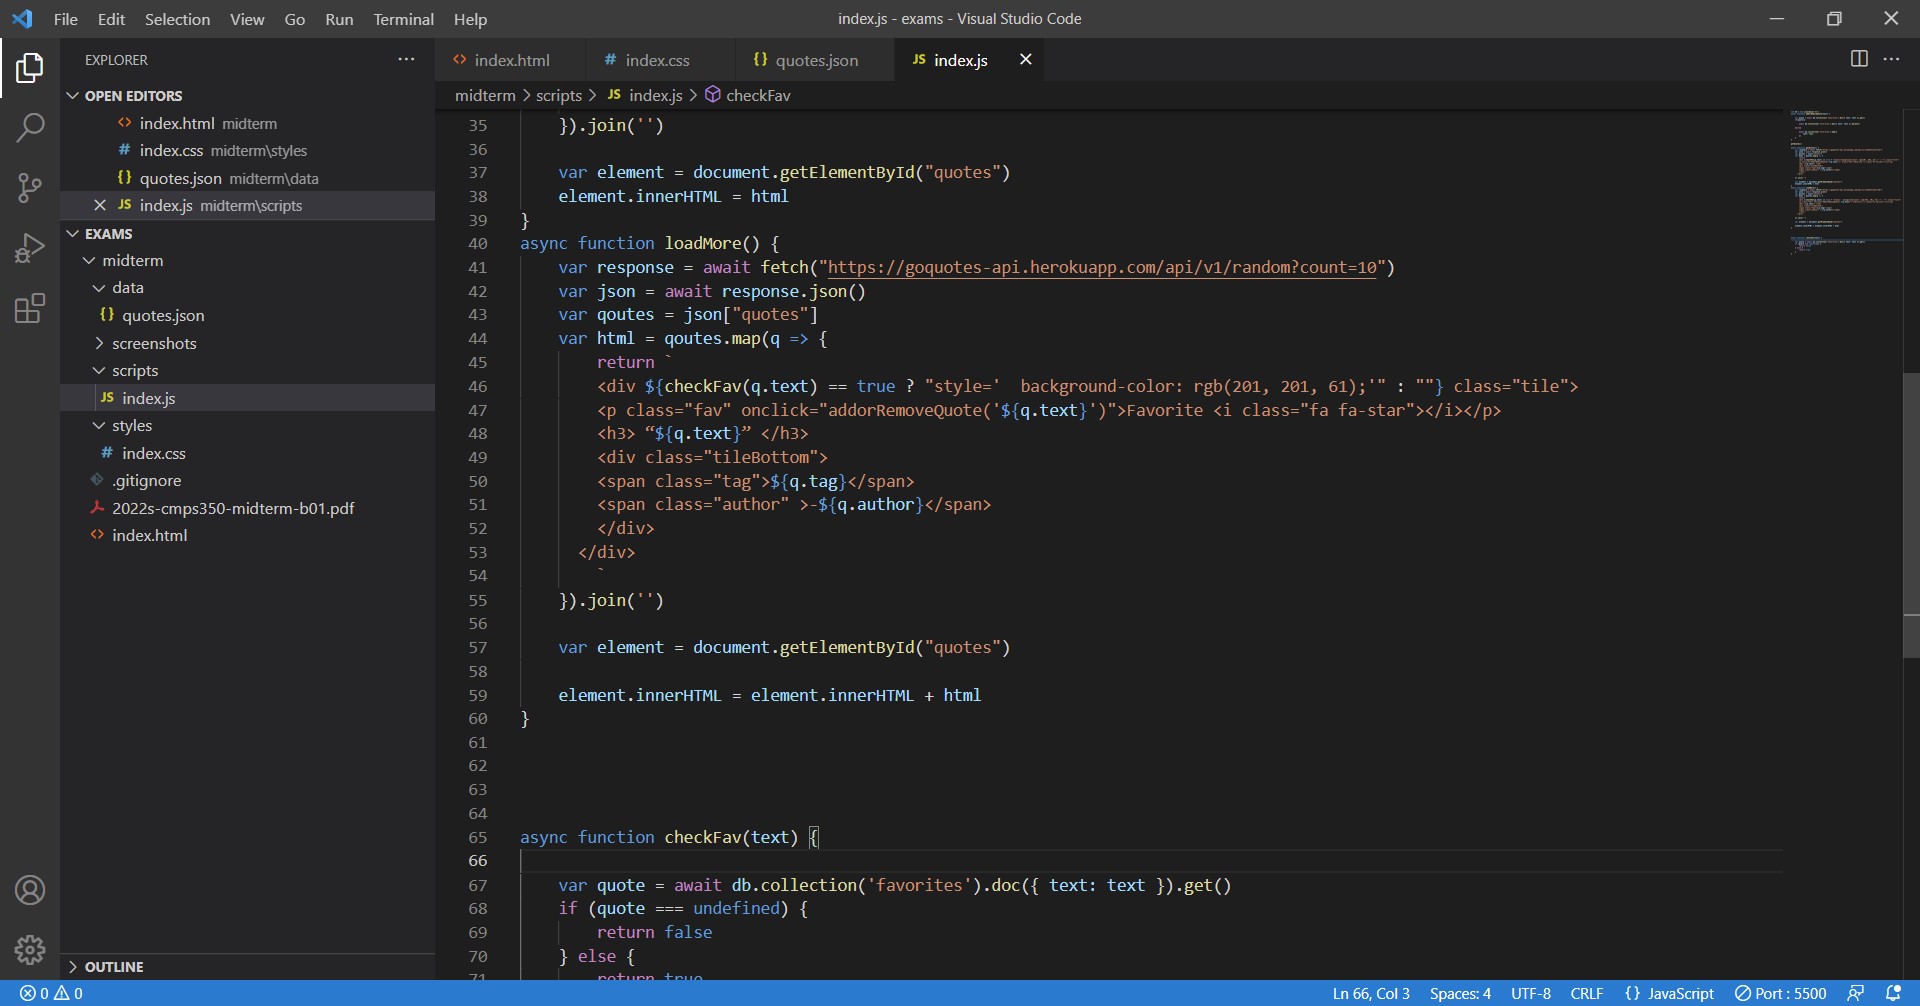 File Edit Selection View Go Run Terminal Help
index.js - exams - Visual Studio Code
EXPLORER
OPEN EDITORS
index.html midterm
index.css midterm\styles
quotes.json midterm\data
index.js midterm\scripts
EXAMS
midterm
data
quotes.json
screenshots
scripts
index.js
styles
index.css
.gitignore
2022s-cmps350-midterm-b01.pdf
index.html
OUTLINE
index.html
index.css
quotes.json
index.js
midterm > scripts > JS index.js > checkFav
35 }).join('')
36
37 var element = document.getElementById("quotes")
38 element.innerHTML = html
39 }
40 async function loadMore() {
41 var response = await fetch("https://goquotes-api.herokuapp.com/api/v1/random?count=10")
42 var json = await response.json()
43 var qoutes = json["quotes"]
44 var html = qoutes.map(q => {
45 return `
46 <div ${checkFav(q.text) == true ? "style='  background-color: rgb(201, 201, 61);'" : ""} class="tile">
47 <p class="fav" onclick="addorRemoveQuote('${q.text}')">Favorite <i class="fa fa-star"></i></p>
48 <h3> “${q.text}” </h3>
49 <div class="tileBottom">
50 <span class="tag">${q.tag}</span>
51 <span class="author" >-${q.author}</span>
52 </div>
53 </div>
54 `
55 }).join('')
56
57 var element = document.getElementById("quotes")
58
59 element.innerHTML = element.innerHTML + html
60 }
61
62
63
64
65 async function checkFav(text) {
66
67 var quote = await db.collection('favorites').doc({ text: text }).get()
68 if (quote === undefined) {
69 return false
70 } else {
71 return true
0 0
Ln 66, Col 3 Spaces: 4 UTF-8 CRLF {} JavaScript Port : 5500